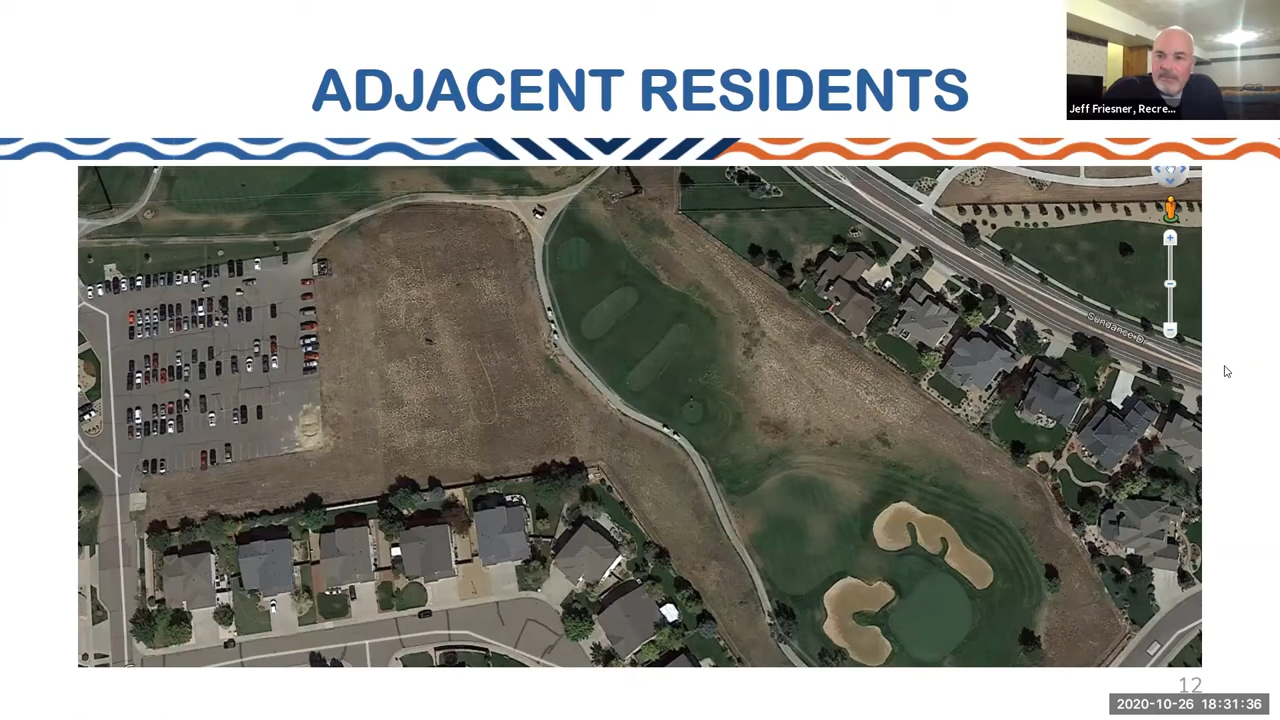 ADJACENT RESIDENTS
Jeff Friesner, Recre...
Sundance Dr
12
2020-10-26 18:31:36